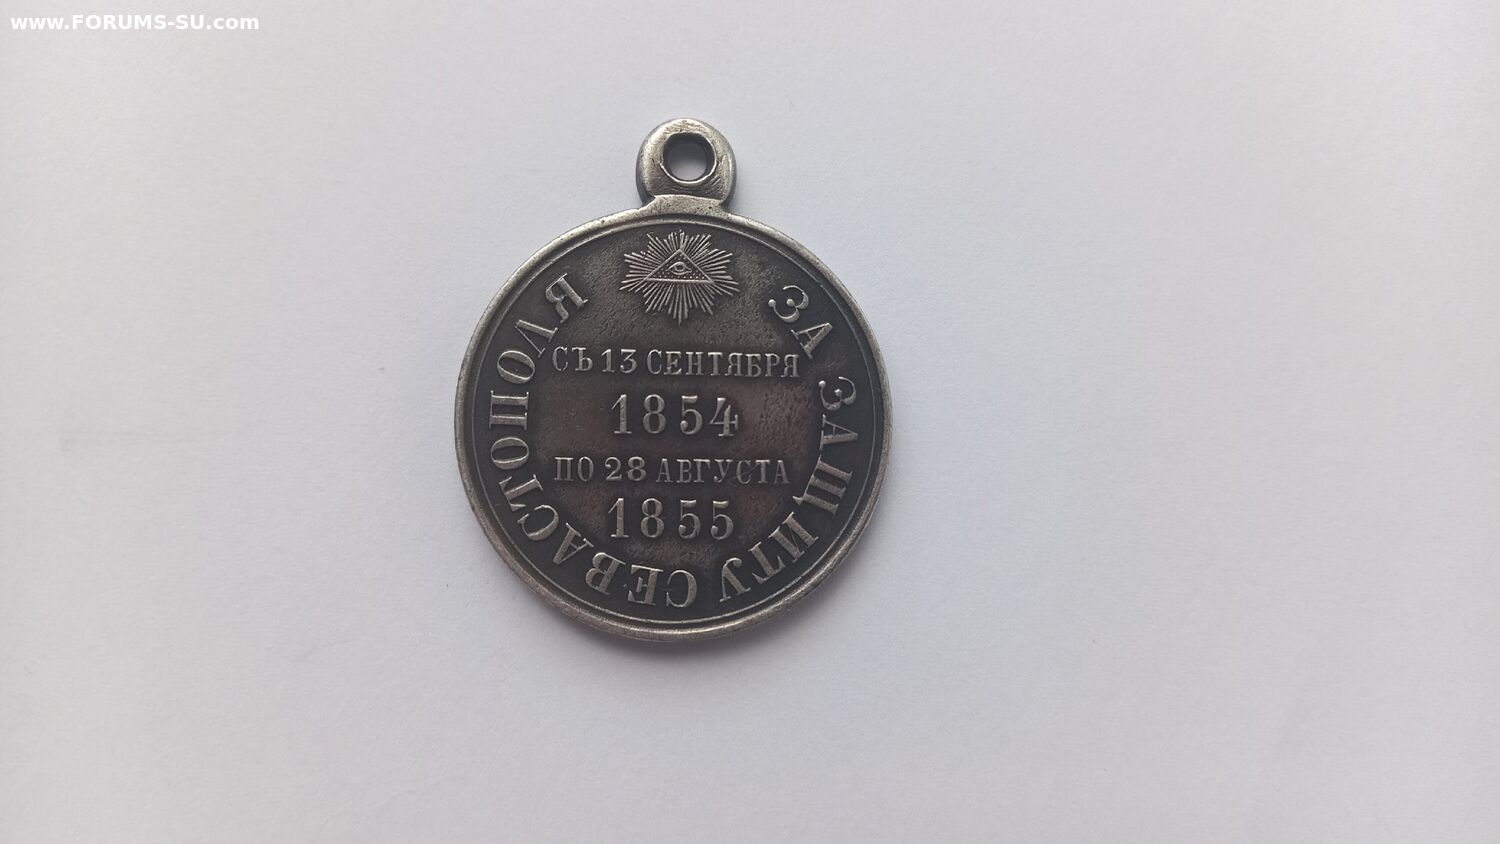 www.FORUMS-SU.com
ЗА ЗАЩИТУ СЕВАСТОПОЛЯ
СЪ 13 СЕНТЯБРЯ
1854
ПО 28 АВГУСТА
1855